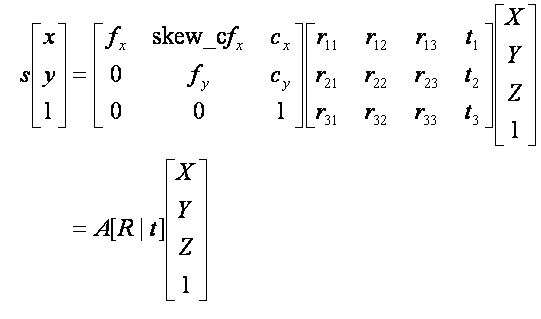 s [x y 1] = [f_x skew_cf_x c_x 0 f_y c_y 0 0 1] [r_11 r_12 r_13 t_1 r_21 r_22 r_23 t_2 r_31 r_32 r_33 t_3] [X Y Z 1]
= A[R | t] [X Y Z 1]